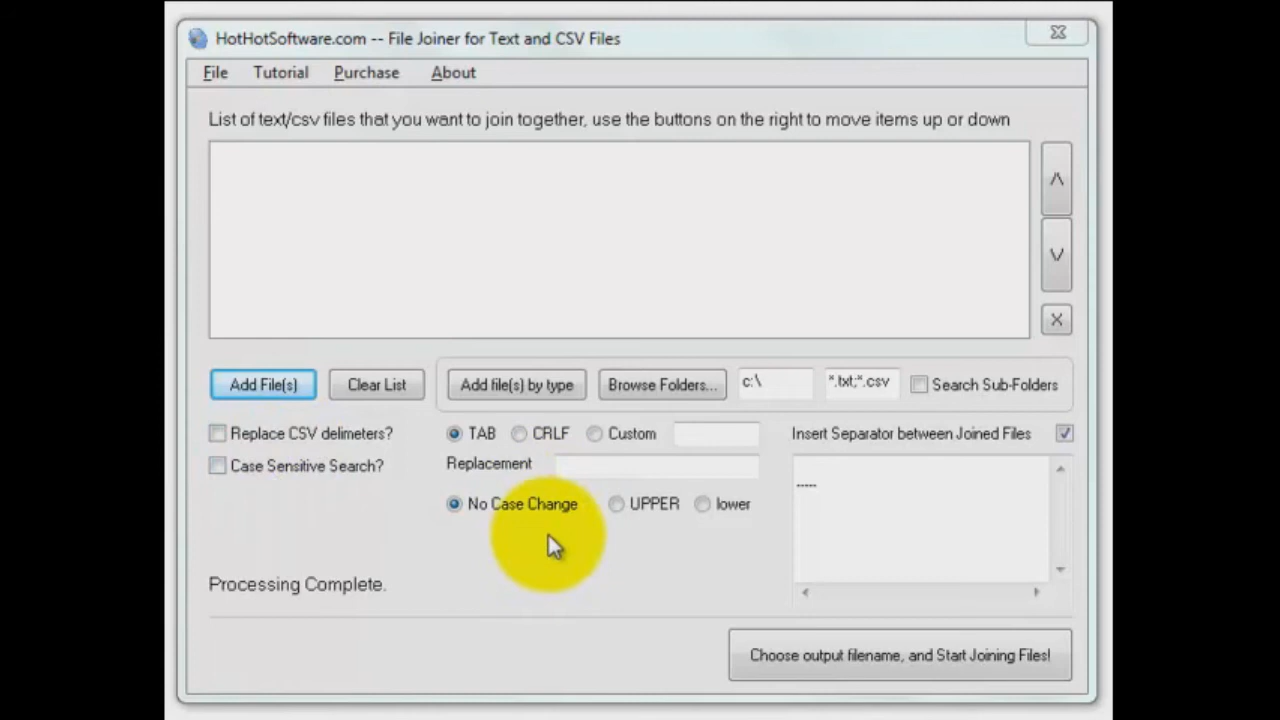 HotHotSoftware.com -- File Joiner for Text and CSV Files
File Tutorial Purchase About
List of text/csv files that you want to join together, use the buttons on the right to move items up or down
/\
\/
X
Add File(s) Clear List Add file(s) by type Browse Folders... c:\ *.txt;*.csv Search Sub-Folders
Replace CSV delimeters? TAB CRLF Custom Insert Separator between Joined Files
Case Sensitive Search? Replacement
-----
No Case Change UPPER lower
Processing Complete.
Choose output filename, and Start Joining Files!